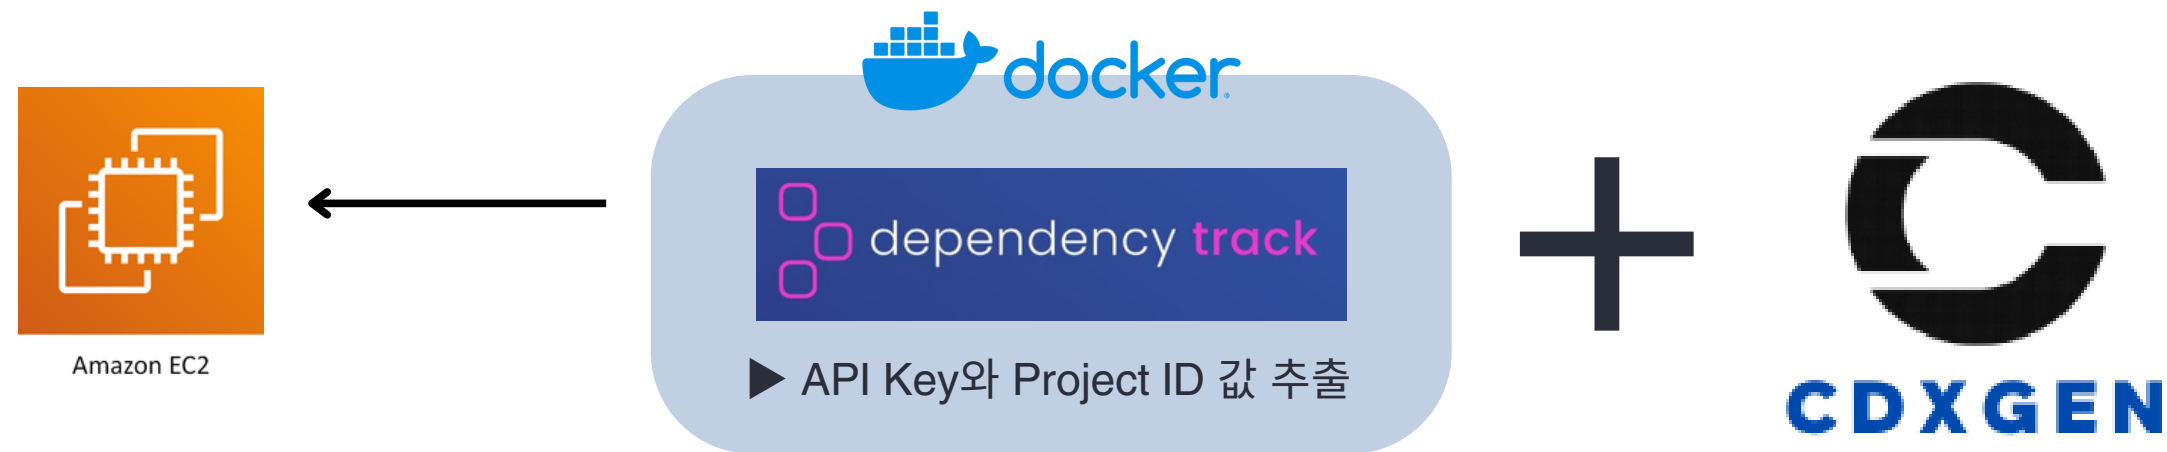 docker
Amazon EC2
dependency track
▶ API Key와 Project ID 값 추출
CDXGEN